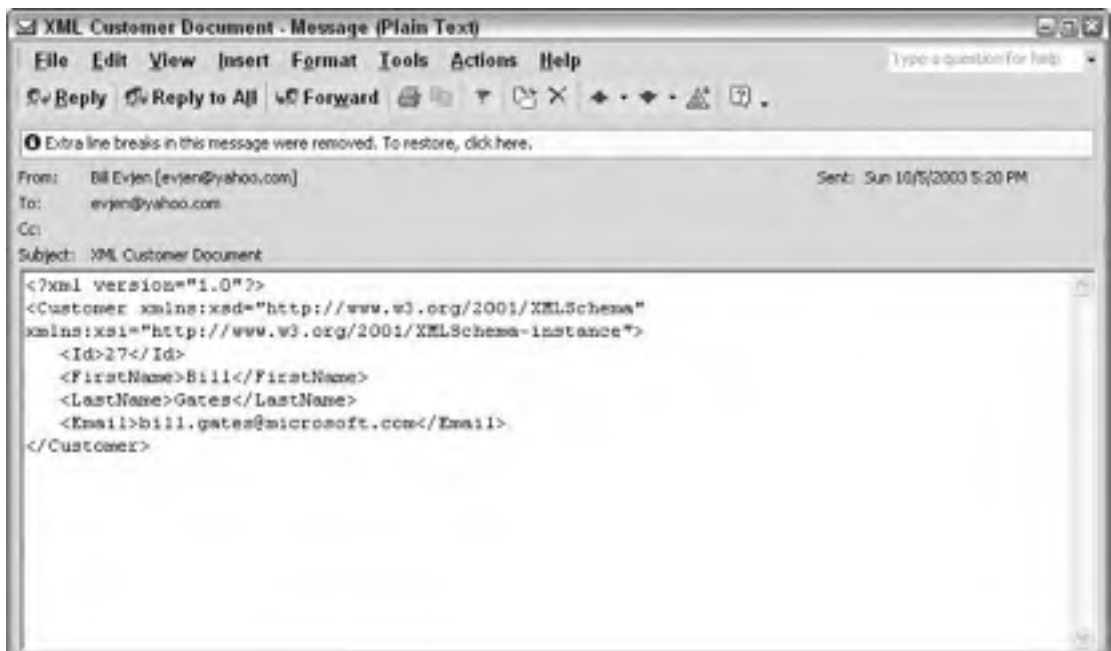 XML Customer Document - Message (Plain Text)
File Edit View Insert Format Tools Actions Help
Type a question for help
Reply Reply to All Forward
Extra line breaks in this message were removed. To restore, click here.
From: Bill Evjen [evjen@yahoo.com] Sent: Sun 10/5/2003 5:20 PM
To: evjen@yahoo.com
Cc:
Subject: XML Customer Document
<?xml version="1.0"?>
<Customer xmlns:xsd="http://www.w3.org/2001/XMLSchema"
xmlns:xsi="http://www.w3.org/2001/XMLSchema-instance">
   <Id>27</Id>
   <FirstName>Bill</FirstName>
   <LastName>Gates</LastName>
   <Email>bill.gates@microsoft.com</Email>
</Customer>